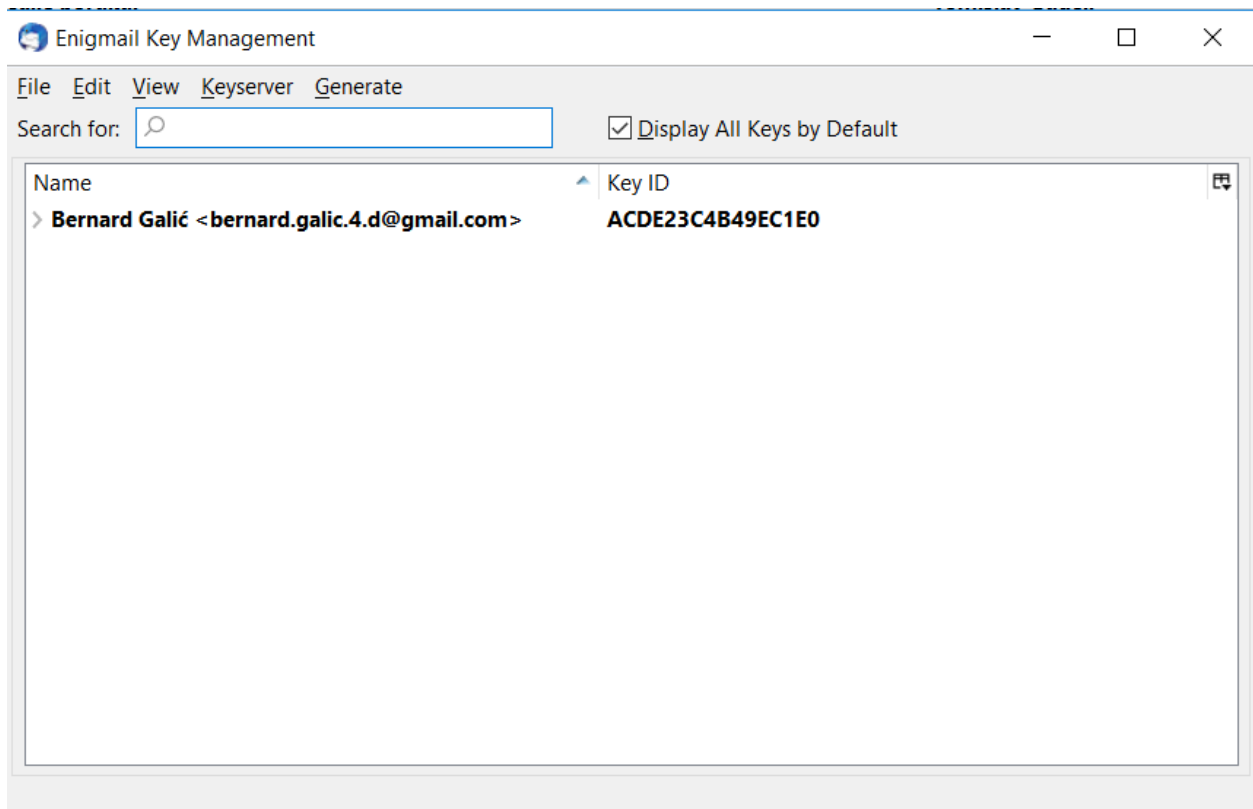 Enigmail Key Management
File Edit View Keyserver Generate
Search for: Display All Keys by Default
Name Key ID
Bernard Galić <bernard.galic.4.d@gmail.com> ACDE23C4B49EC1E0